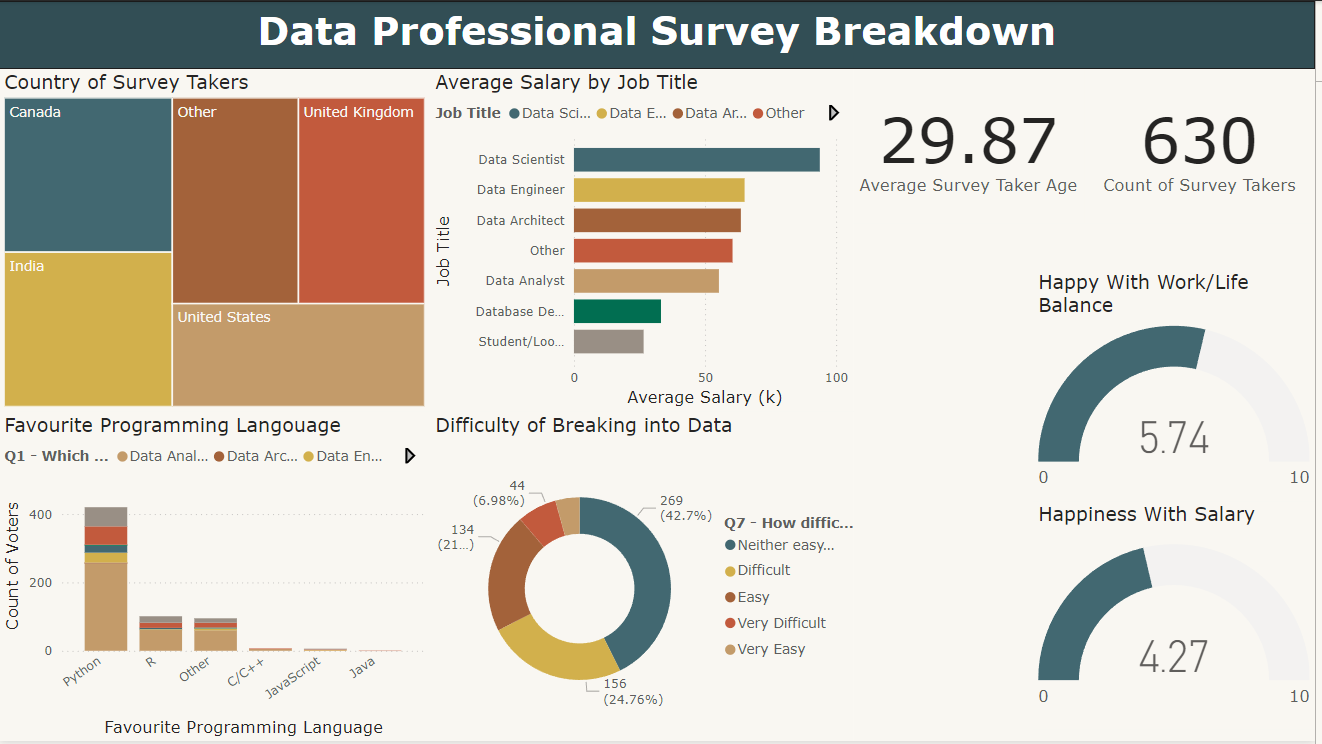 Data Professional Survey Breakdown
Country of Survey Takers
Canada
Other
United Kingdom
India
United States
Average Salary by Job Title
Job Title Data Sci... Data E... Data Ar... Other
Job Title
Data Scientist
Data Engineer
Data Architect
Other
Data Analyst
Database De...
Student/Loo...
0 50 100
Average Salary (k)
29.87
Average Survey Taker Age
630
Count of Survey Takers
Happy With Work/Life
Balance
5.74
0 10
Happiness With Salary
4.27
0 10
Favourite Programming Langouage
Q1 - Which ... Data Anal... Data Arc... Data En...
Count of Voters
400
200
0
Python R Other C/C++ JavaScript Java
Favourite Programming Language
Difficulty of Breaking into Data
44
(6.98%)
269
(42.7%)
134
(21...)
156
(24.76%)
Q7 - How diffic...
Neither easy...
Difficult
Easy
Very Difficult
Very Easy